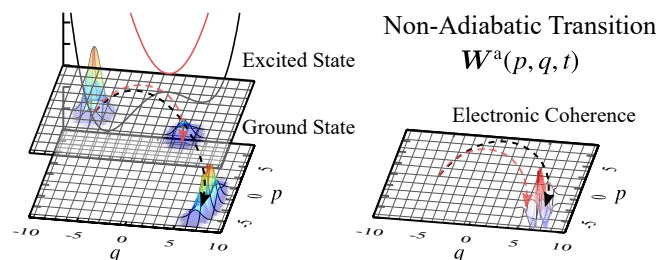 Non-Adiabatic Transition
Wᵃ(p, q, t)
Excited State
Ground State
Electronic Coherence
5
0
5
p
-10
-5
0
5
10
q
5
0
5
p
-10
-5
0
5
10
q